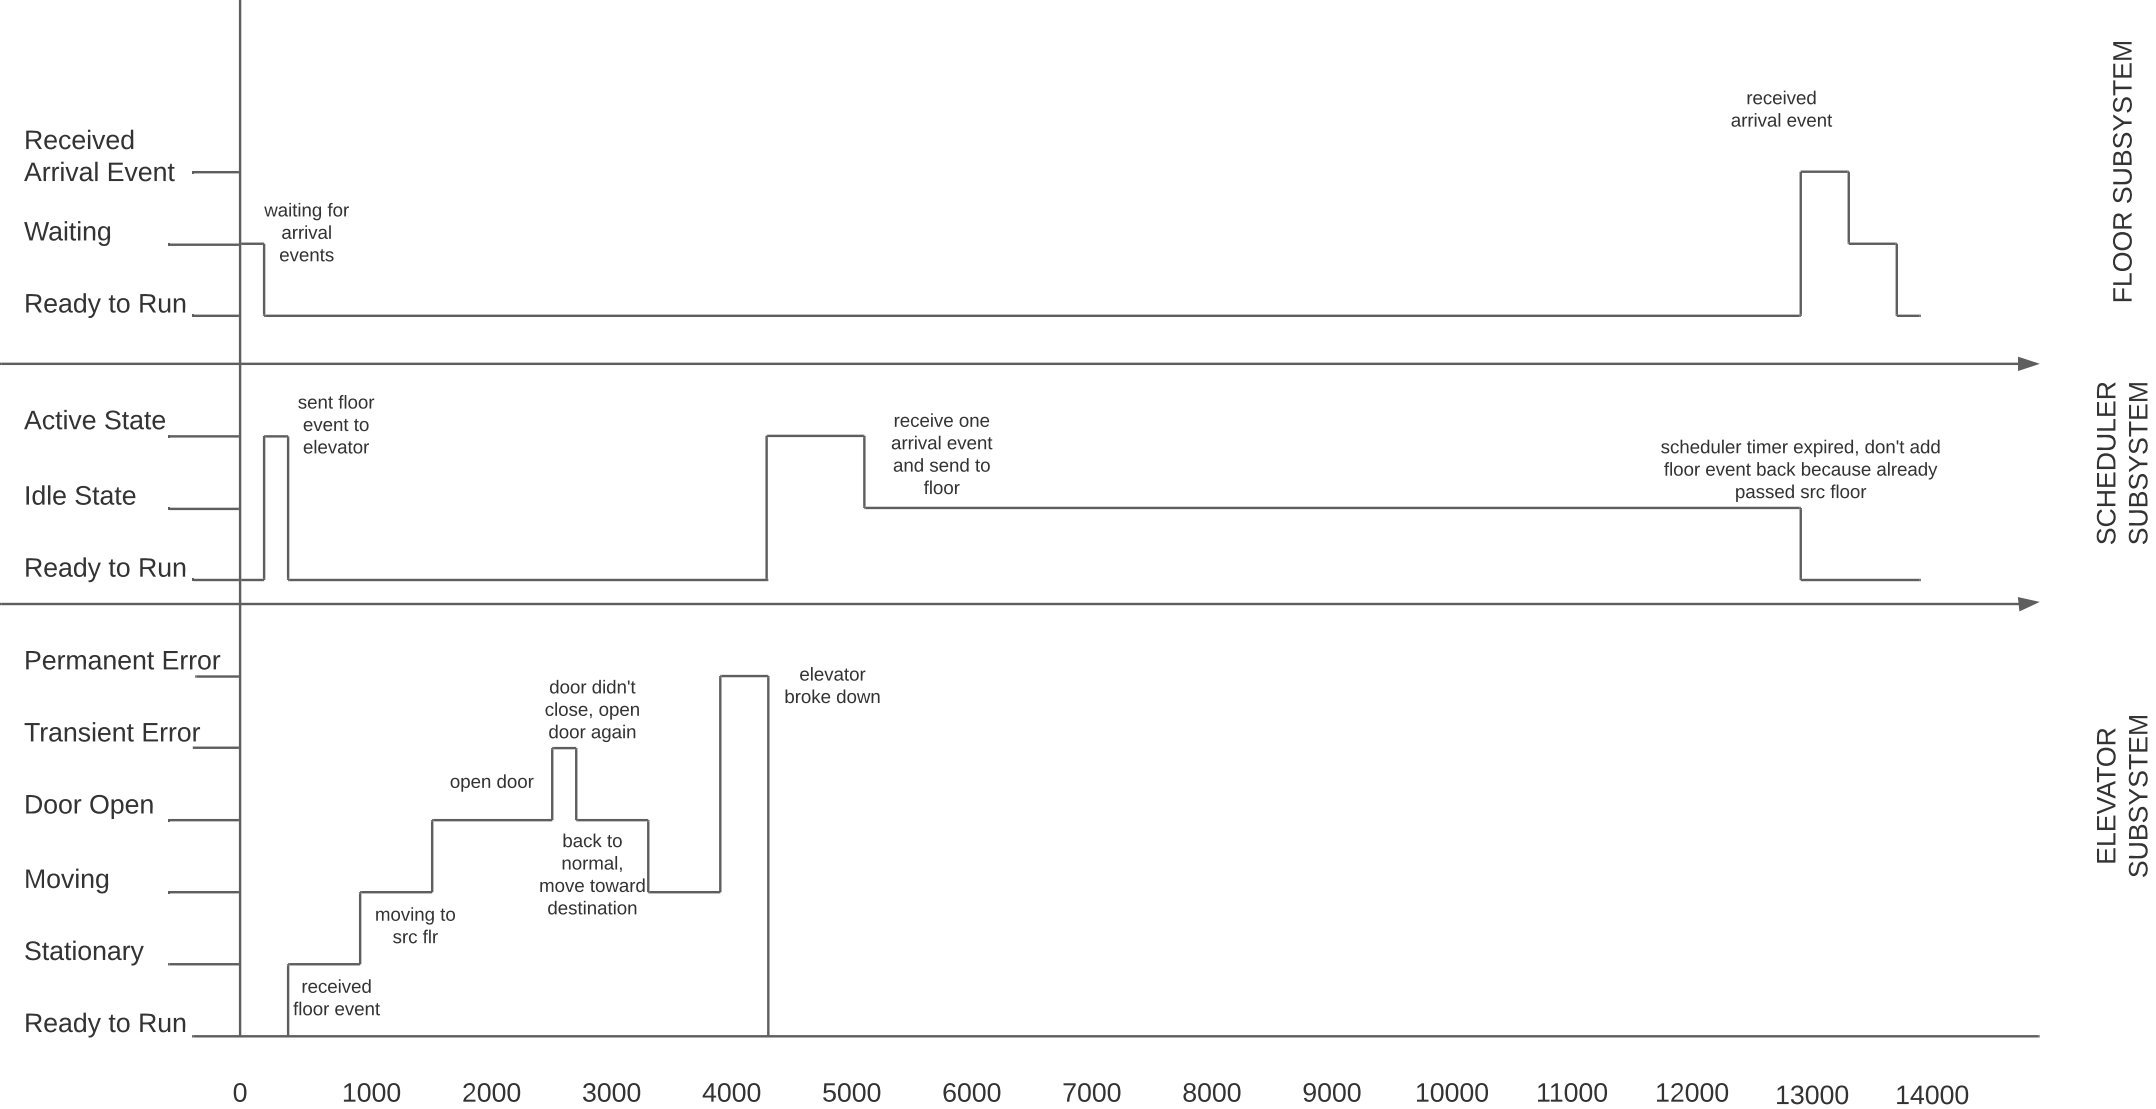 received
arrival event
Received
Arrival Event
waiting for
arrival
events
Waiting
Ready to Run
FLOOR SUBSYSTEM
sent floor
event to
elevator
Active State
receive one
arrival event
and send to
floor
scheduler timer expired, don't add
floor event back because already
passed src floor
Idle State
Ready to Run
SCHEDULER
SUBSYSTEM
Permanent Error
elevator
broke down
door didn't
close, open
door again
Transient Error
open door
Door Open
back to
normal,
move toward
destination
Moving
moving to
src flr
Stationary
received
floor event
Ready to Run
ELEVATOR
SUBSYSTEM
0 1000 2000 3000 4000 5000 6000 7000 8000 9000 10000 11000 12000 13000 14000